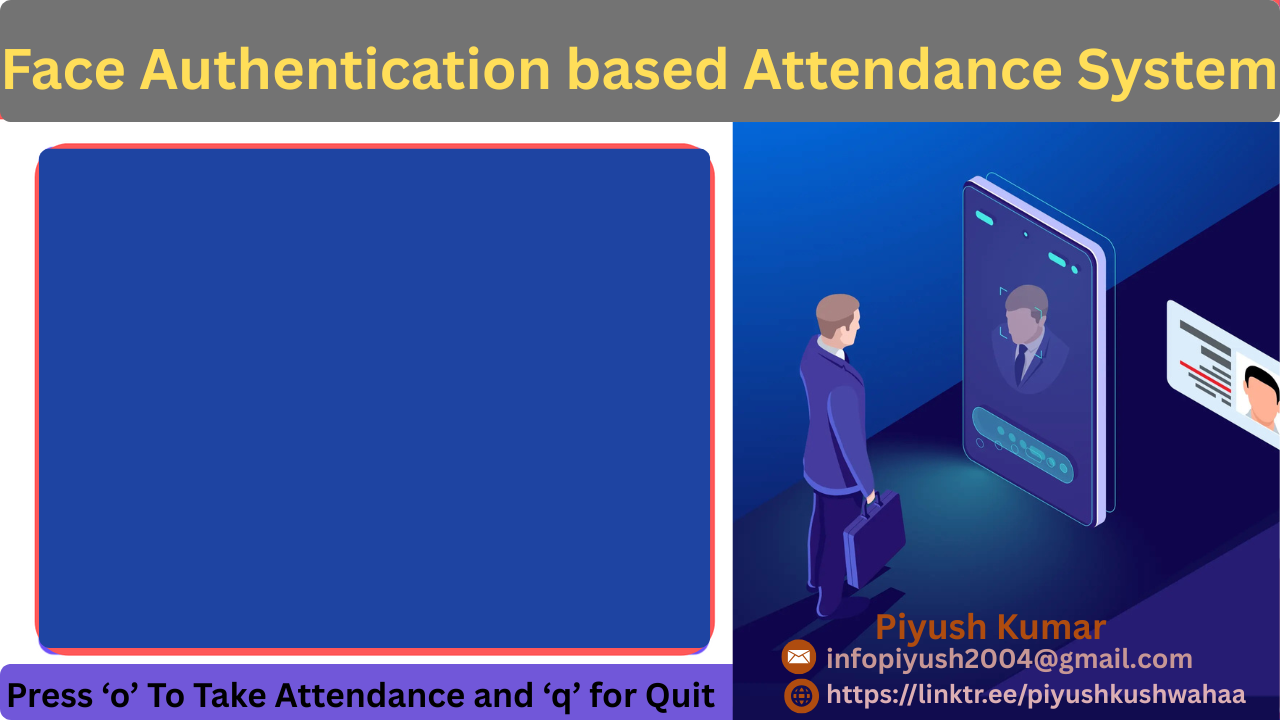 Face Authentication based Attendance System
Press ‘o’ To Take Attendance and ‘q’ for Quit
Piyush Kumar
infopiyush2004@gmail.com
https://linktr.ee/piyushkushwahaa